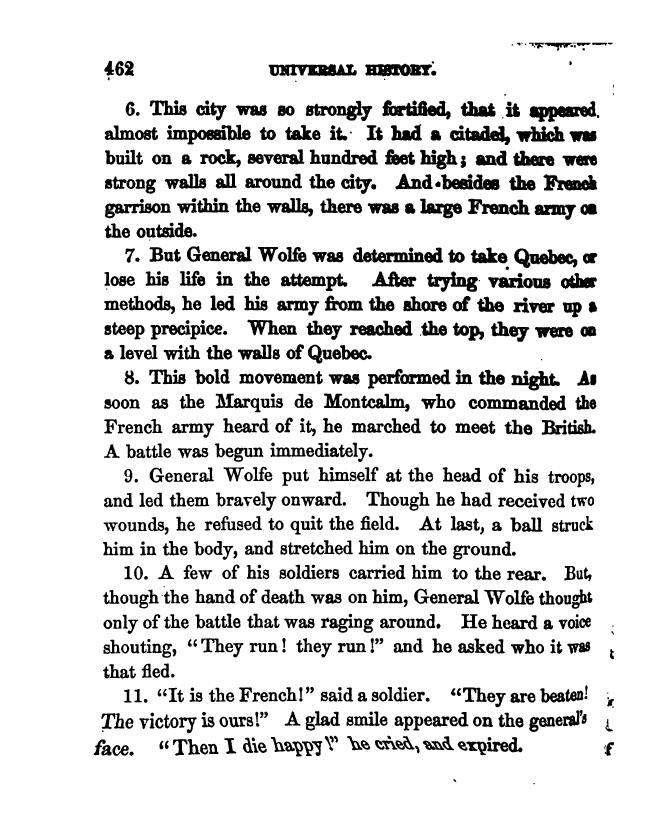 462 UNIVERSAL HISTORY.
6. This city was so strongly fortified, that it appeared
almost impossible to take it. It had a citadel, which was
built on a rock, several hundred feet high; and there were
strong walls all around the city. And besides the French
garrison within the walls, there was a large French army on
the outside.
7. But General Wolfe was determined to take Quebec, or
lose his life in the attempt. After trying various other
methods, he led his army from the shore of the river up a
steep precipice. When they reached the top, they were on
a level with the walls of Quebec.
8. This bold movement was performed in the night. As
soon as the Marquis de Montcalm, who commanded the
French army heard of it, he marched to meet the British.
A battle was begun immediately.
9. General Wolfe put himself at the head of his troops,
and led them bravely onward. Though he had received two
wounds, he refused to quit the field. At last, a ball struck
him in the body, and stretched him on the ground.
10. A few of his soldiers carried him to the rear. But,
though the hand of death was on him, General Wolfe thought
only of the battle that was raging around. He heard a voice
shouting, "They run! they run!" and he asked who it was
that fled.
11. "It is the French!" said a soldier. "They are beaten!
The victory is ours!" A glad smile appeared on the general's
face. "Then I die happy!" he cried, and expired.